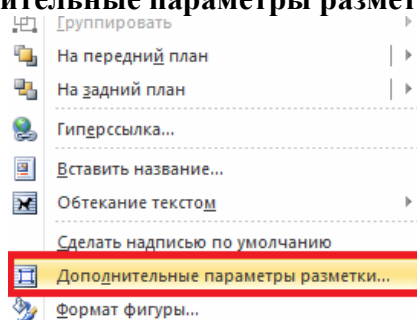 ительные параметры размет
Группировать
На передний план
На задний план
Гиперссылка...
Вставить название...
Обтекание текстом
Сделать надписью по умолчанию
Дополнительные параметры разметки...
Формат фигуры...